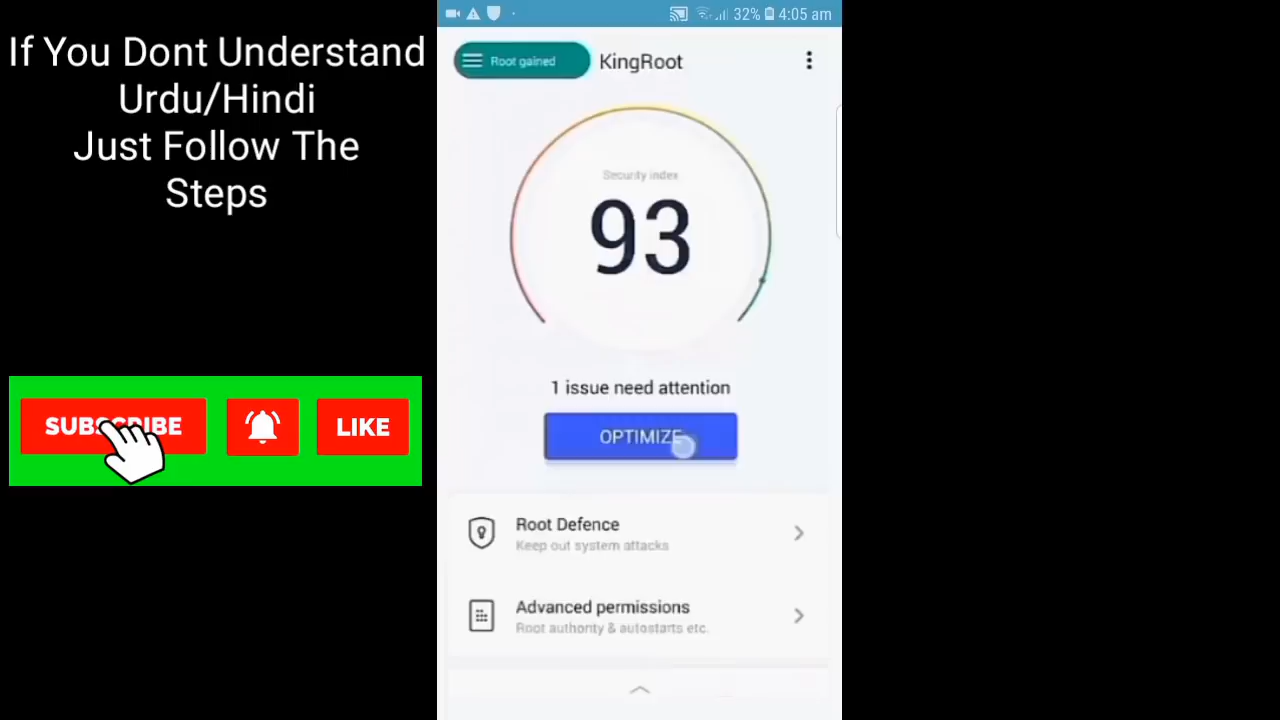 If You Dont Understand
Urdu/Hindi
Just Follow The
Steps
SUBSCRIBE
LIKE
32% 4:05 am
Root gained
KingRoot
Security index
93
1 issue need attention
OPTIMIZE
Root Defence
Keep out system attacks
Advanced permissions
Root authority & autostarts etc.